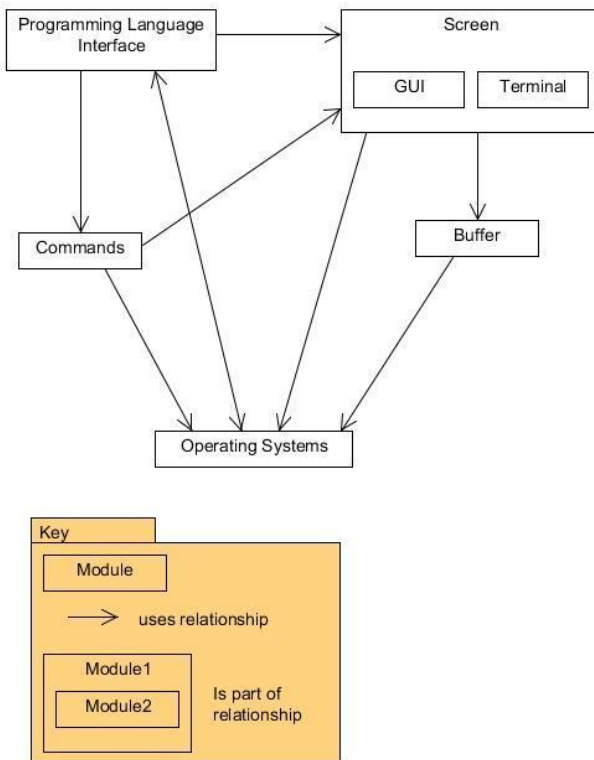 Programming Language
Interface
Screen
GUI
Terminal
Commands
Buffer
Operating Systems
Key
Module
uses relationship
Module1
Module2
Is part of
relationship